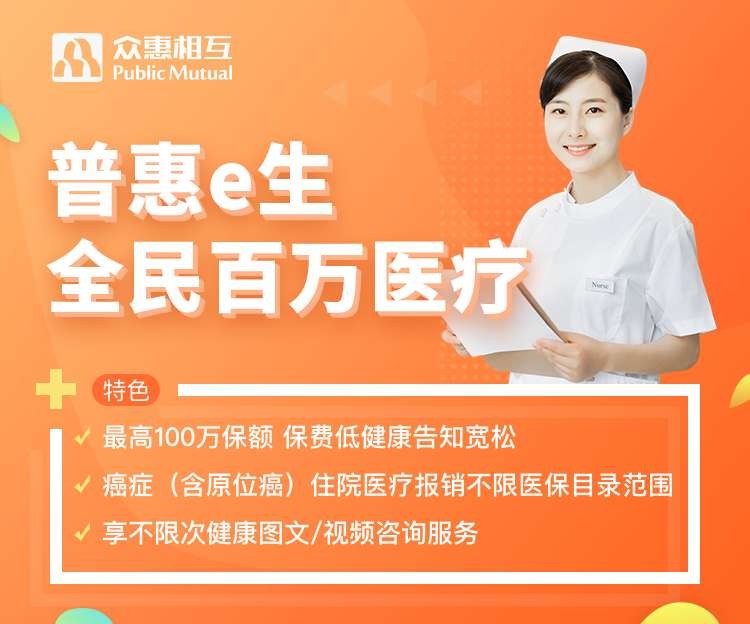 众惠相互
Public Mutual
普惠e生
全民百万医疗
Nurse
特色
最高100万保额 保费低健康告知宽松
癌症（含原位癌）住院医疗报销不限医保目录范围
享不限次健康图文/视频咨询服务